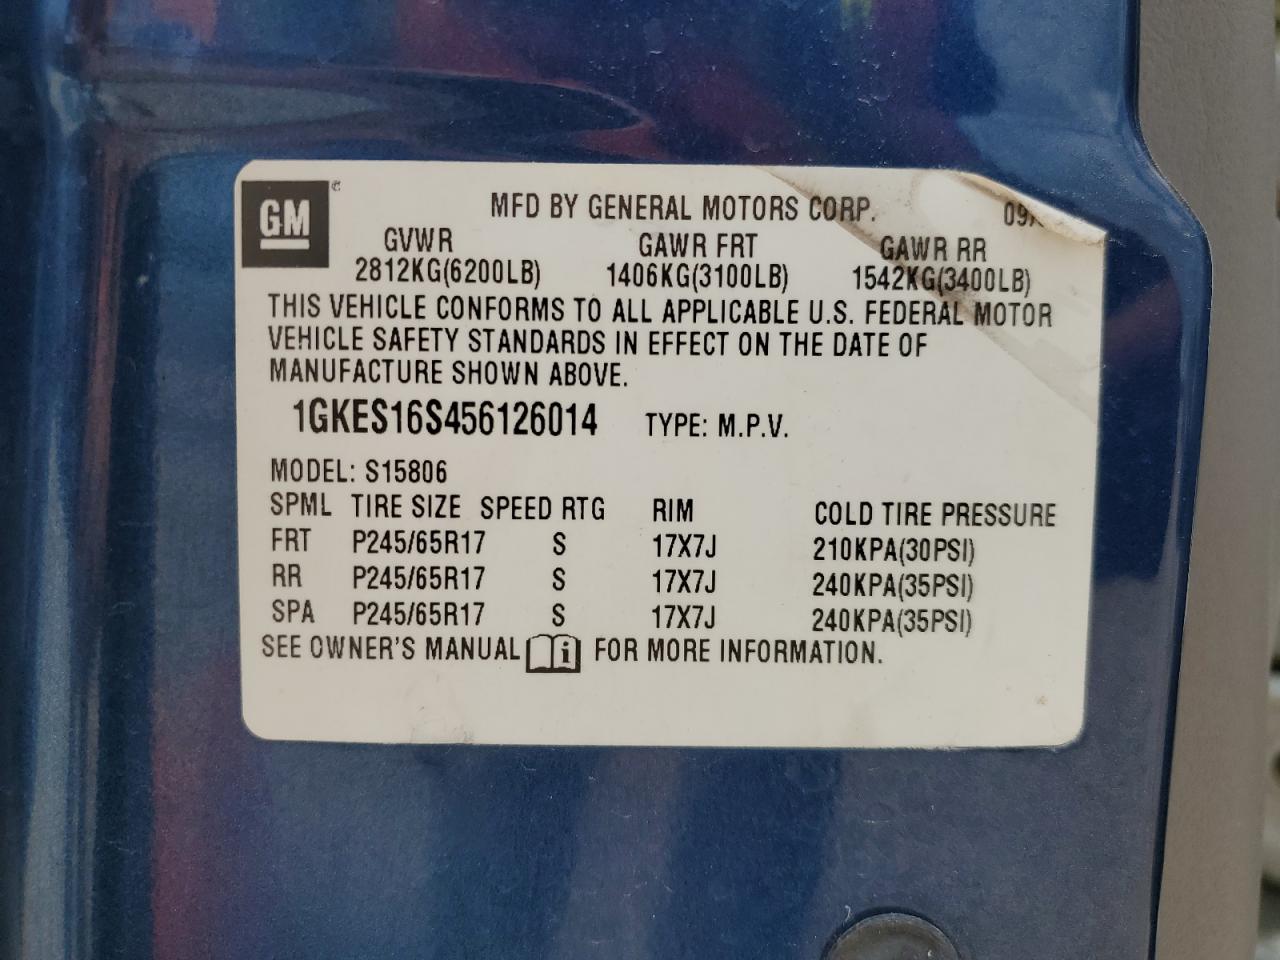 GM
MFD BY GENERAL MOTORS CORP. 09/
GVWR GAWR FRT GAWR RR
2812KG(6200LB) 1406KG(3100LB) 1542KG(3400LB)
THIS VEHICLE CONFORMS TO ALL APPLICABLE U.S. FEDERAL MOTOR
VEHICLE SAFETY STANDARDS IN EFFECT ON THE DATE OF
MANUFACTURE SHOWN ABOVE.
1GKES16S456126014 TYPE: M.P.V.
MODEL: S15806
SPML TIRE SIZE SPEED RTG RIM COLD TIRE PRESSURE
FRT P245/65R17 S 17X7J 210KPA(30PSI)
RR P245/65R17 S 17X7J 240KPA(35PSI)
SPA P245/65R17 S 17X7J 240KPA(35PSI)
SEE OWNER'S MANUAL i FOR MORE INFORMATION.